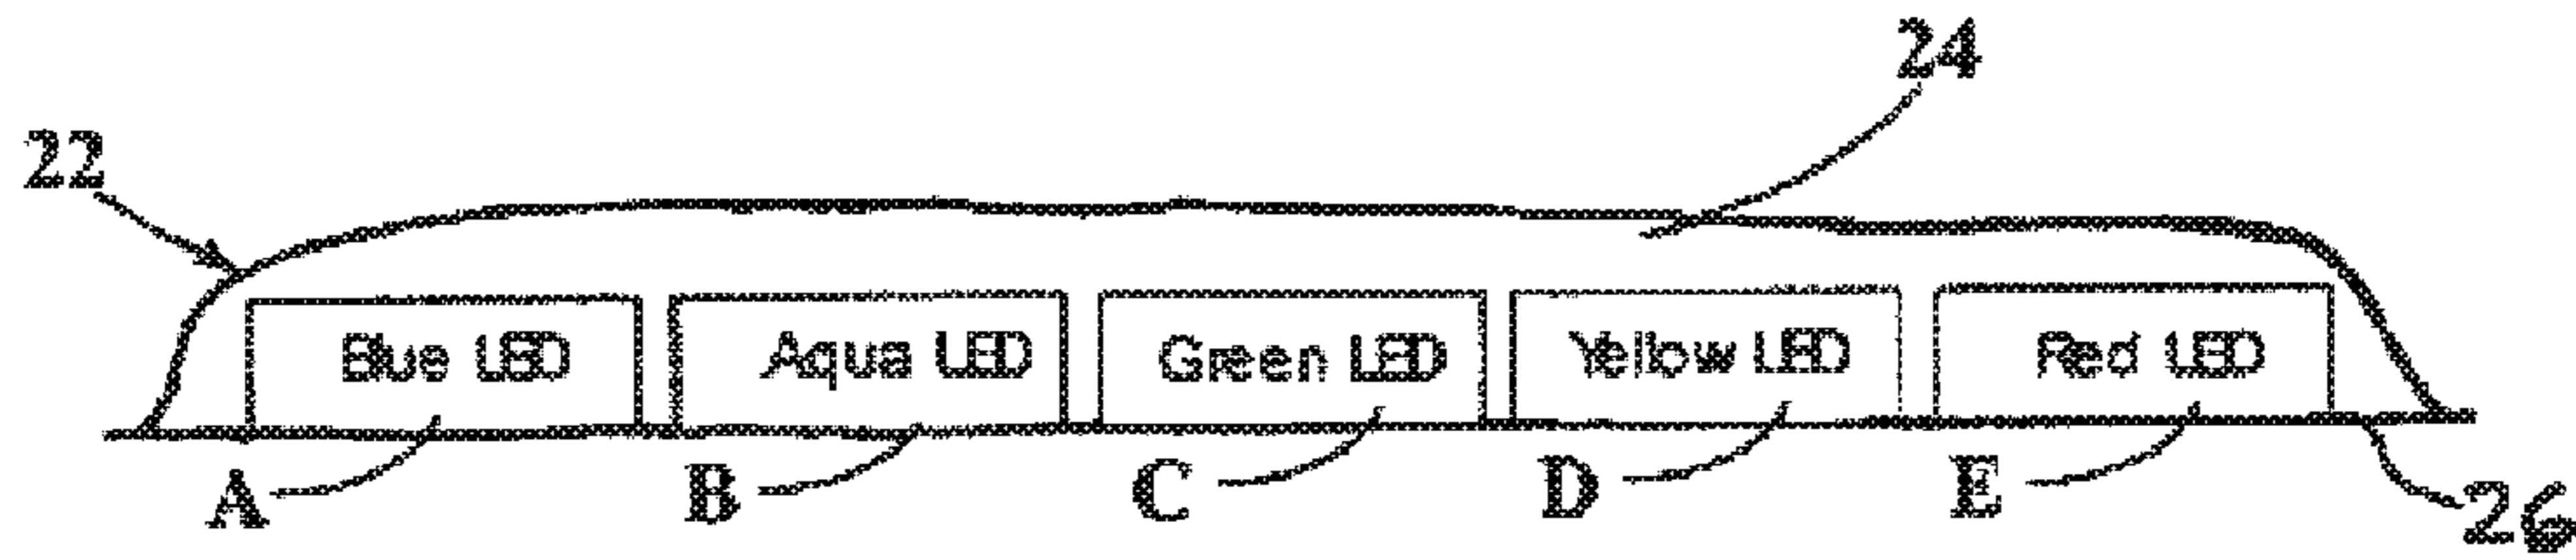 24
22
Blue LED Aqua LED Green LED Yellow LED Red LED
A B C D E 26